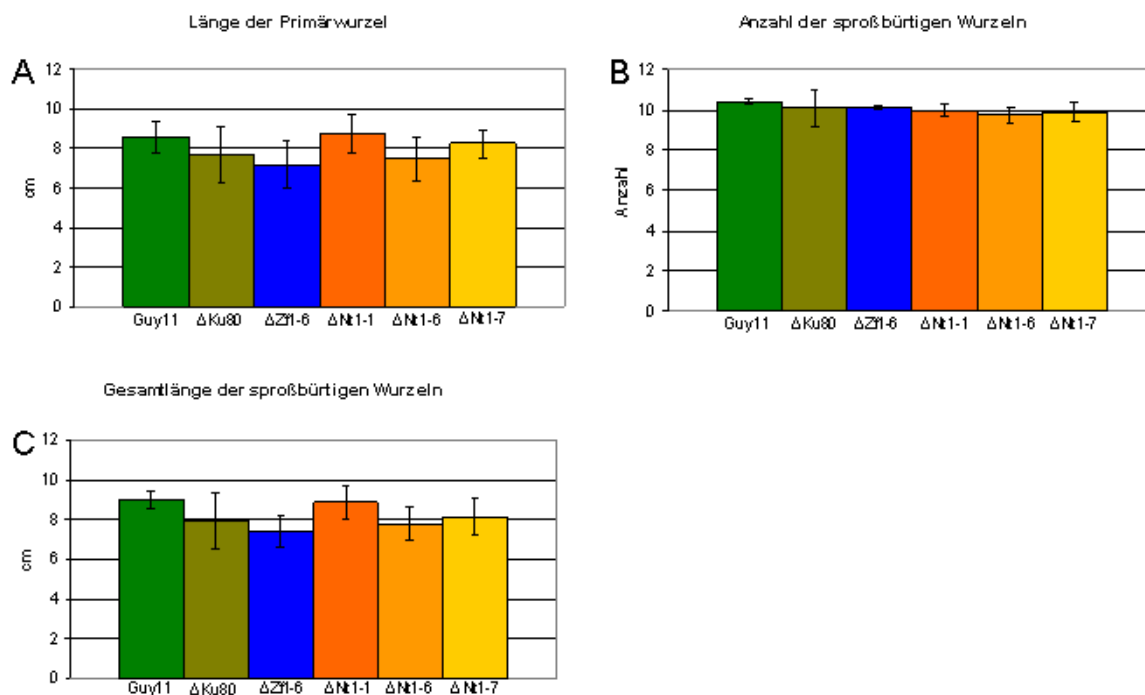 Länge der Primärwurzel
A
12
10
8
6
4
2
0
cm
Guy11 ΔKu80 ΔZf1-6 ΔNt1-1 ΔNt1-6 ΔNt1-7
Anzahl der sproßbürtigen Wurzeln
B
12
10
8
6
4
2
0
Anzahl
Guy11 ΔKu80 ΔZf1-6 ΔNt1-1 ΔNt1-6 ΔNt1-7
Gesamtlänge der sproßbürtigen Wurzeln
C
12
10
8
6
4
2
0
cm
Guy11 ΔKu80 ΔZf1-6 ΔNt1-1 ΔNt1-6 ΔNt1-7